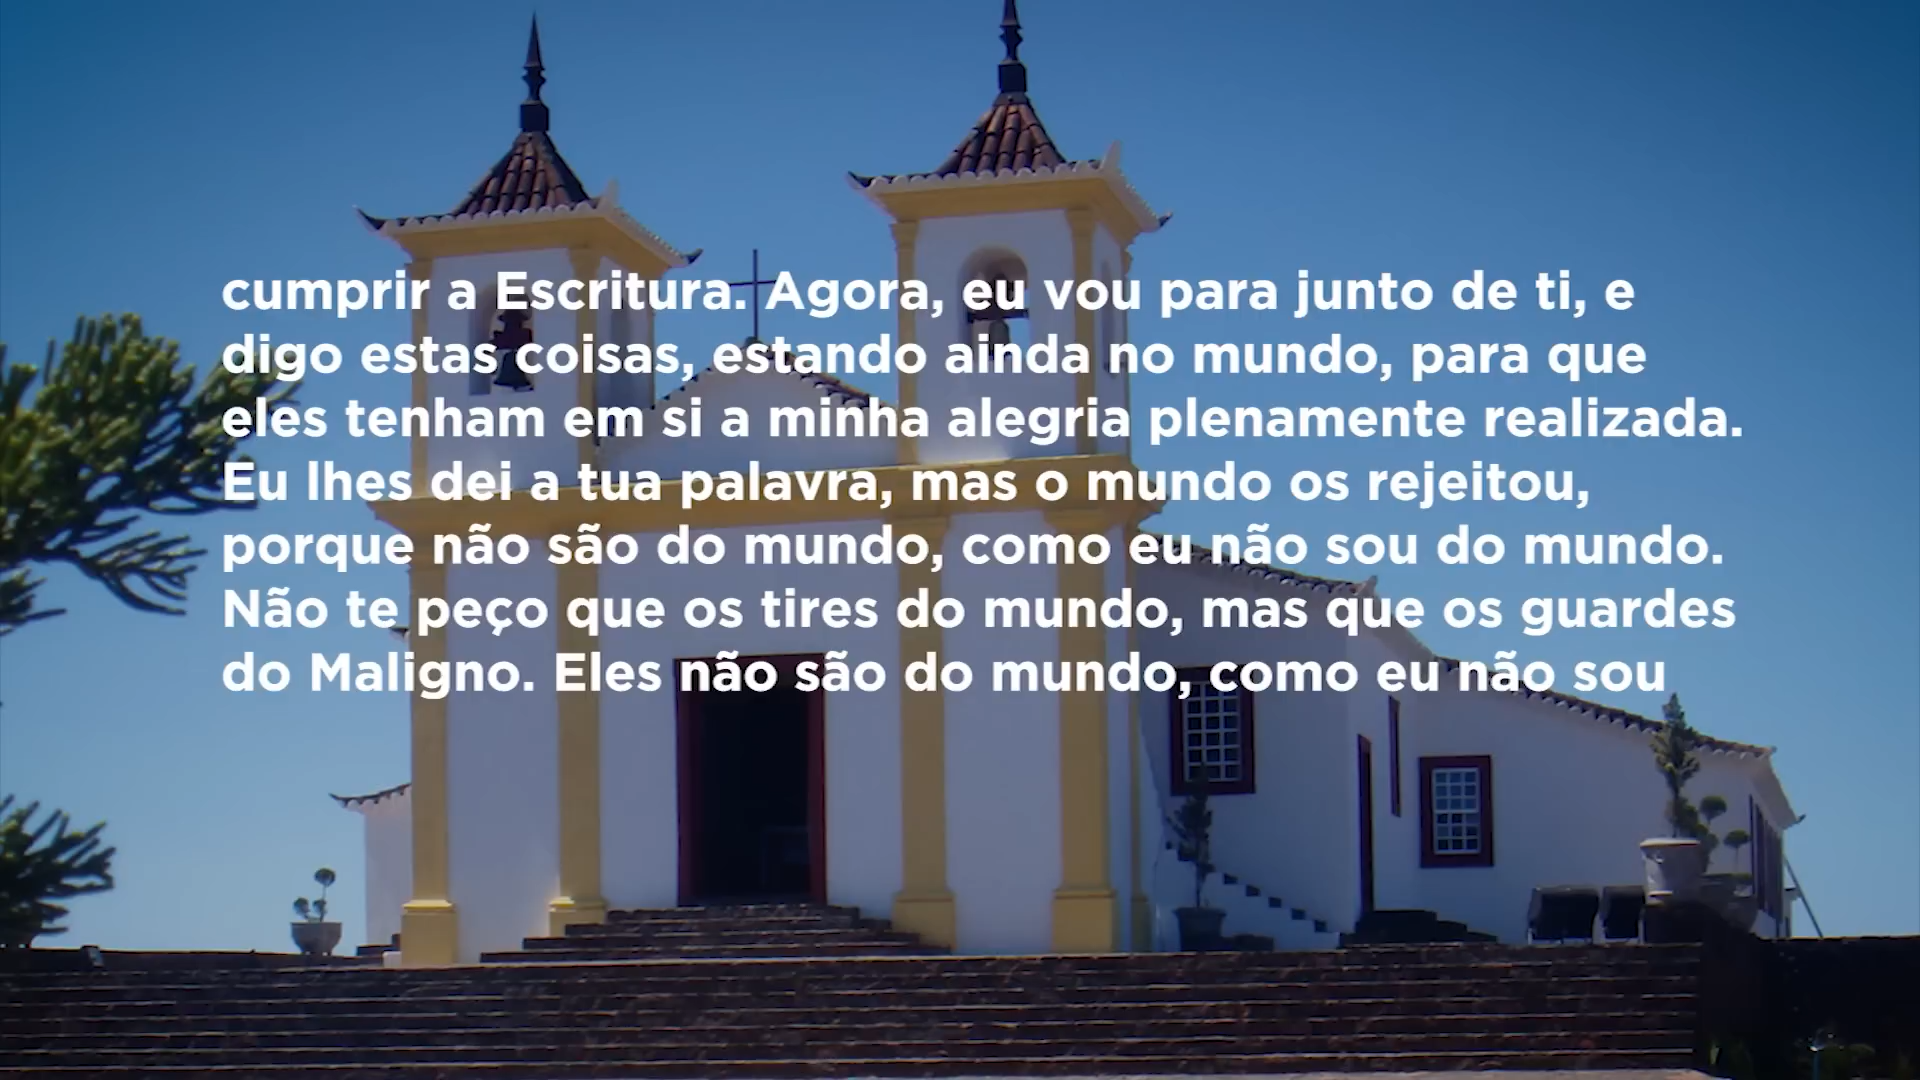 cumprir a Escritura. Agora, eu vou para junto de ti, e
digo estas coisas, estando ainda no mundo, para que
eles tenham em si a minha alegria plenamente realizada.
Eu lhes dei a tua palavra, mas o mundo os rejeitou,
porque não são do mundo, como eu não sou do mundo.
Não te peço que os tires do mundo, mas que os guardes
do Maligno. Eles não são do mundo, como eu não sou